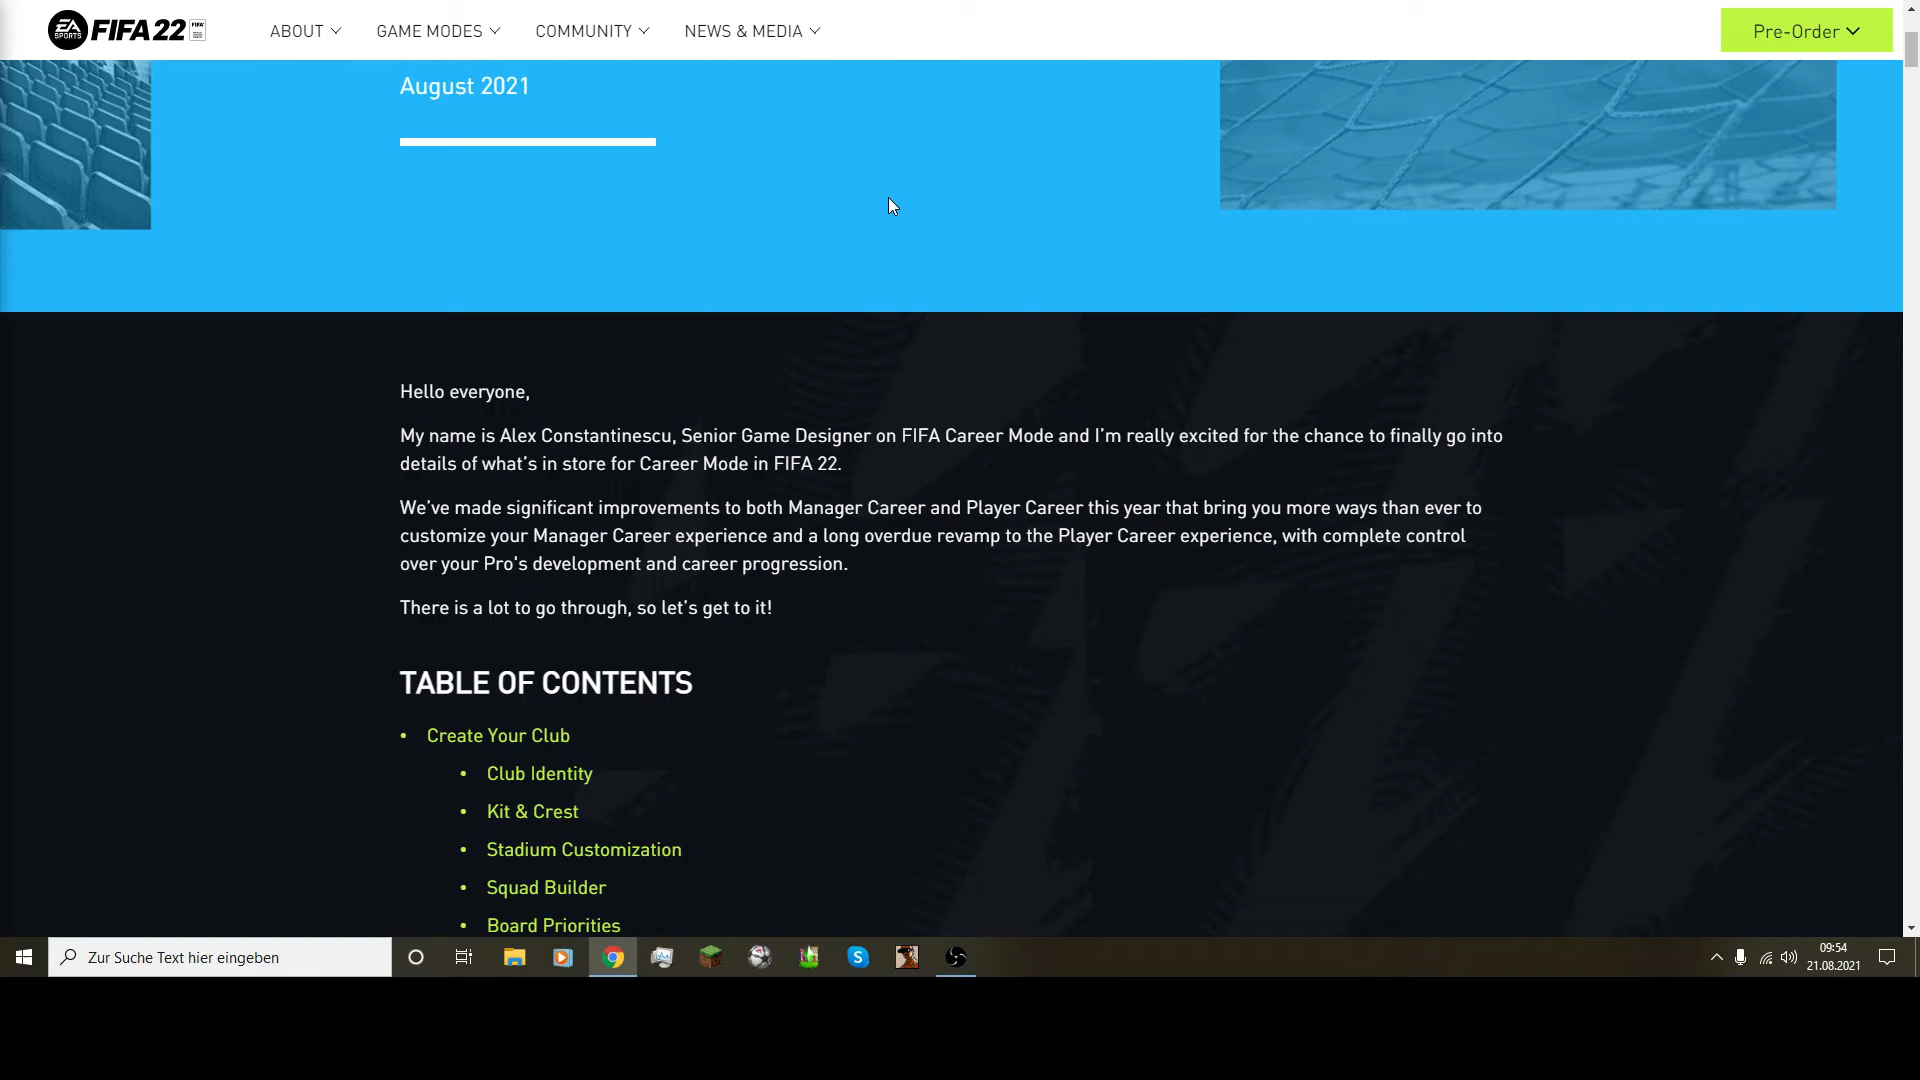 EA SPORTS FIFA 22 ABOUT GAME MODES COMMUNITY NEWS & MEDIA Pre-Order
August 2021
Hello everyone,
My name is Alex Constantinescu, Senior Game Designer on FIFA Career Mode and I’m really excited for the chance to finally go into
details of what’s in store for Career Mode in FIFA 22.
We’ve made significant improvements to both Manager Career and Player Career this year that bring you more ways than ever to
customize your Manager Career experience and a long overdue revamp to the Player Career experience, with complete control
over your Pro's development and career progression.
There is a lot to go through, so let’s get to it!
TABLE OF CONTENTS
• Create Your Club
• Club Identity
• Kit & Crest
• Stadium Customization
• Squad Builder
• Board Priorities
Zur Suche Text hier eingeben
09:54
21.08.2021